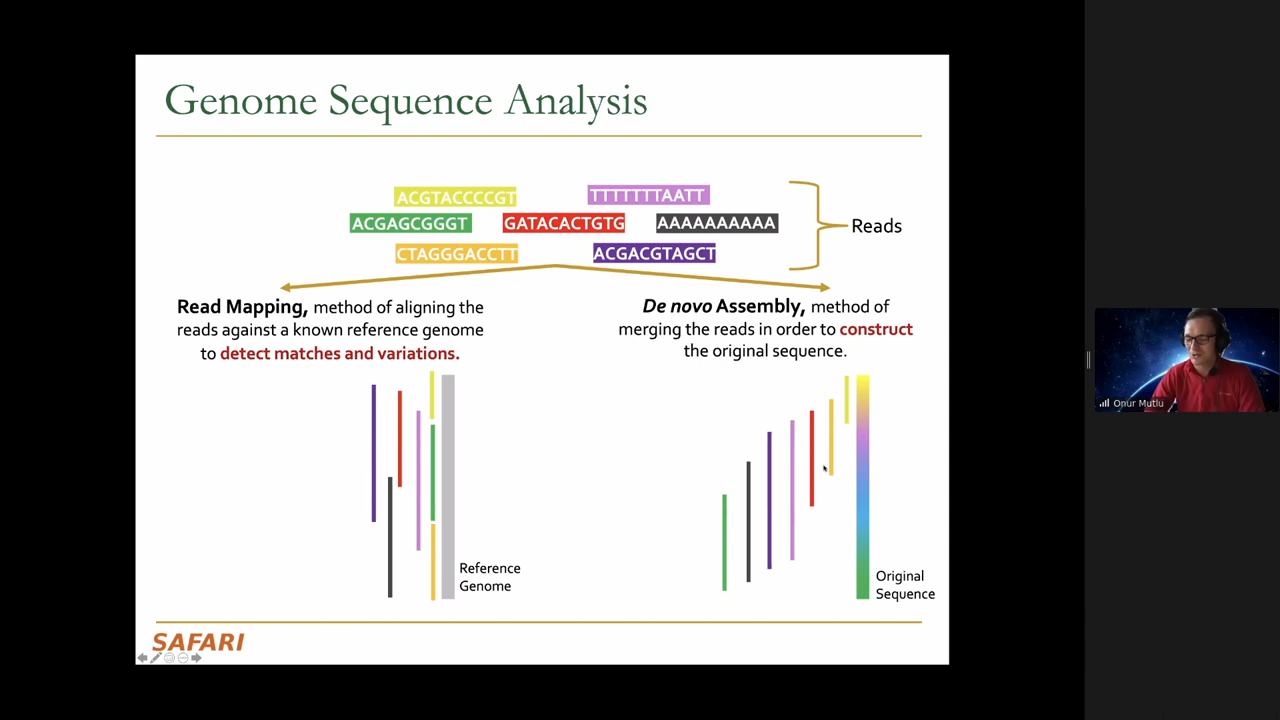 Genome Sequence Analysis
ACGTACCCCGT
TTTTTTTAATT
ACGAGCGGGT
GATACACTGTG
AAAAAAAAAA
CTAGGGACCTT
ACGACGTAGCT
Reads
Read Mapping, method of aligning the
reads against a known reference genome
to detect matches and variations.
De novo Assembly, method of
merging the reads in order to construct
the original sequence.
Reference
Genome
Original
Sequence
SAFARI
Onur Mutlu